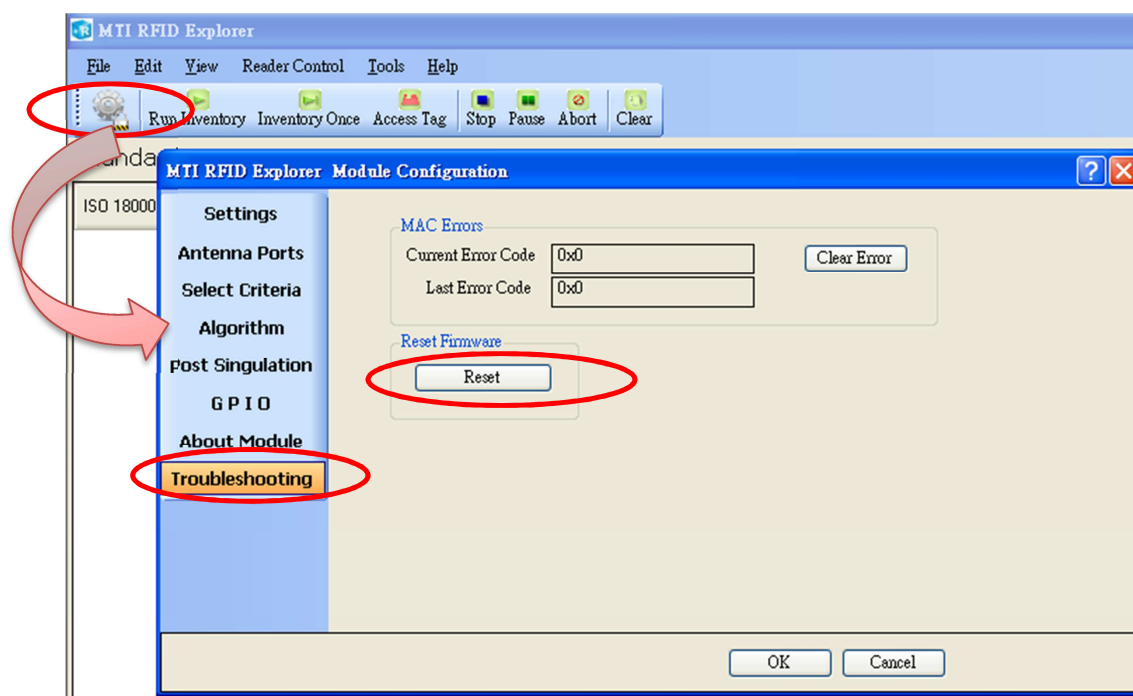 MTI RFID Explorer
File Edit View Reader Control Tools Help
Run Inventory Inventory Once Access Tag Stop Pause Abort Clear
MTI RFID Explorer Module Configuration
ISO 18000
Settings
Antenna Ports
Select Criteria
Algorithm
Post Singulation
G P I O
About Module
Troubleshooting
MAC Errors
Current Error Code 0x0 Clear Error
Last Error Code 0x0
Reset Firmware
Reset
OK Cancel